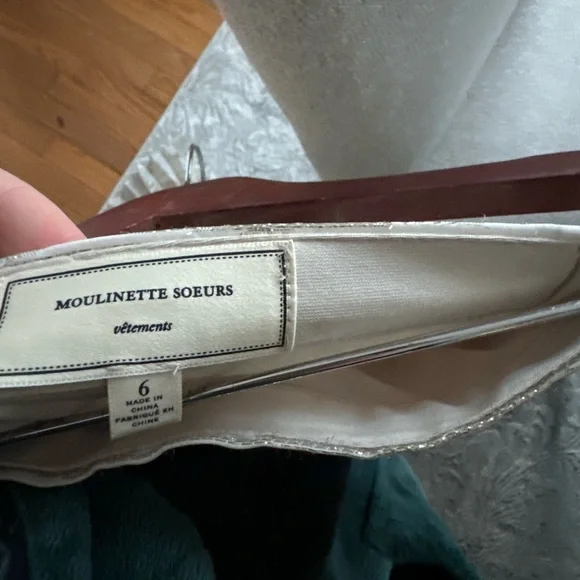 MOULINETTE SOEURS
vêtements
6
MADE IN
CHINA
FABRIQUÉ EN
CHINE